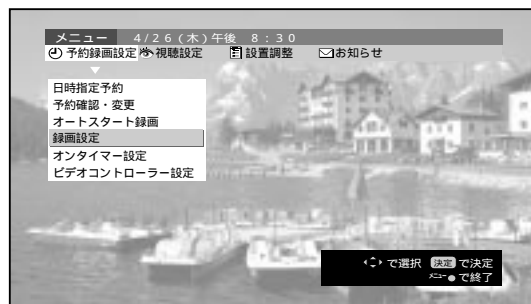 メニュー 4/26(木)午後 8:30
予約録画設定 視聴設定 設置調整 お知らせ
日時指定予約
予約確認・変更
オートスタート録画
録画設定
オンタイマー設定
ビデオコントローラー設定
で選択 決定 で決定
メニュー で終了